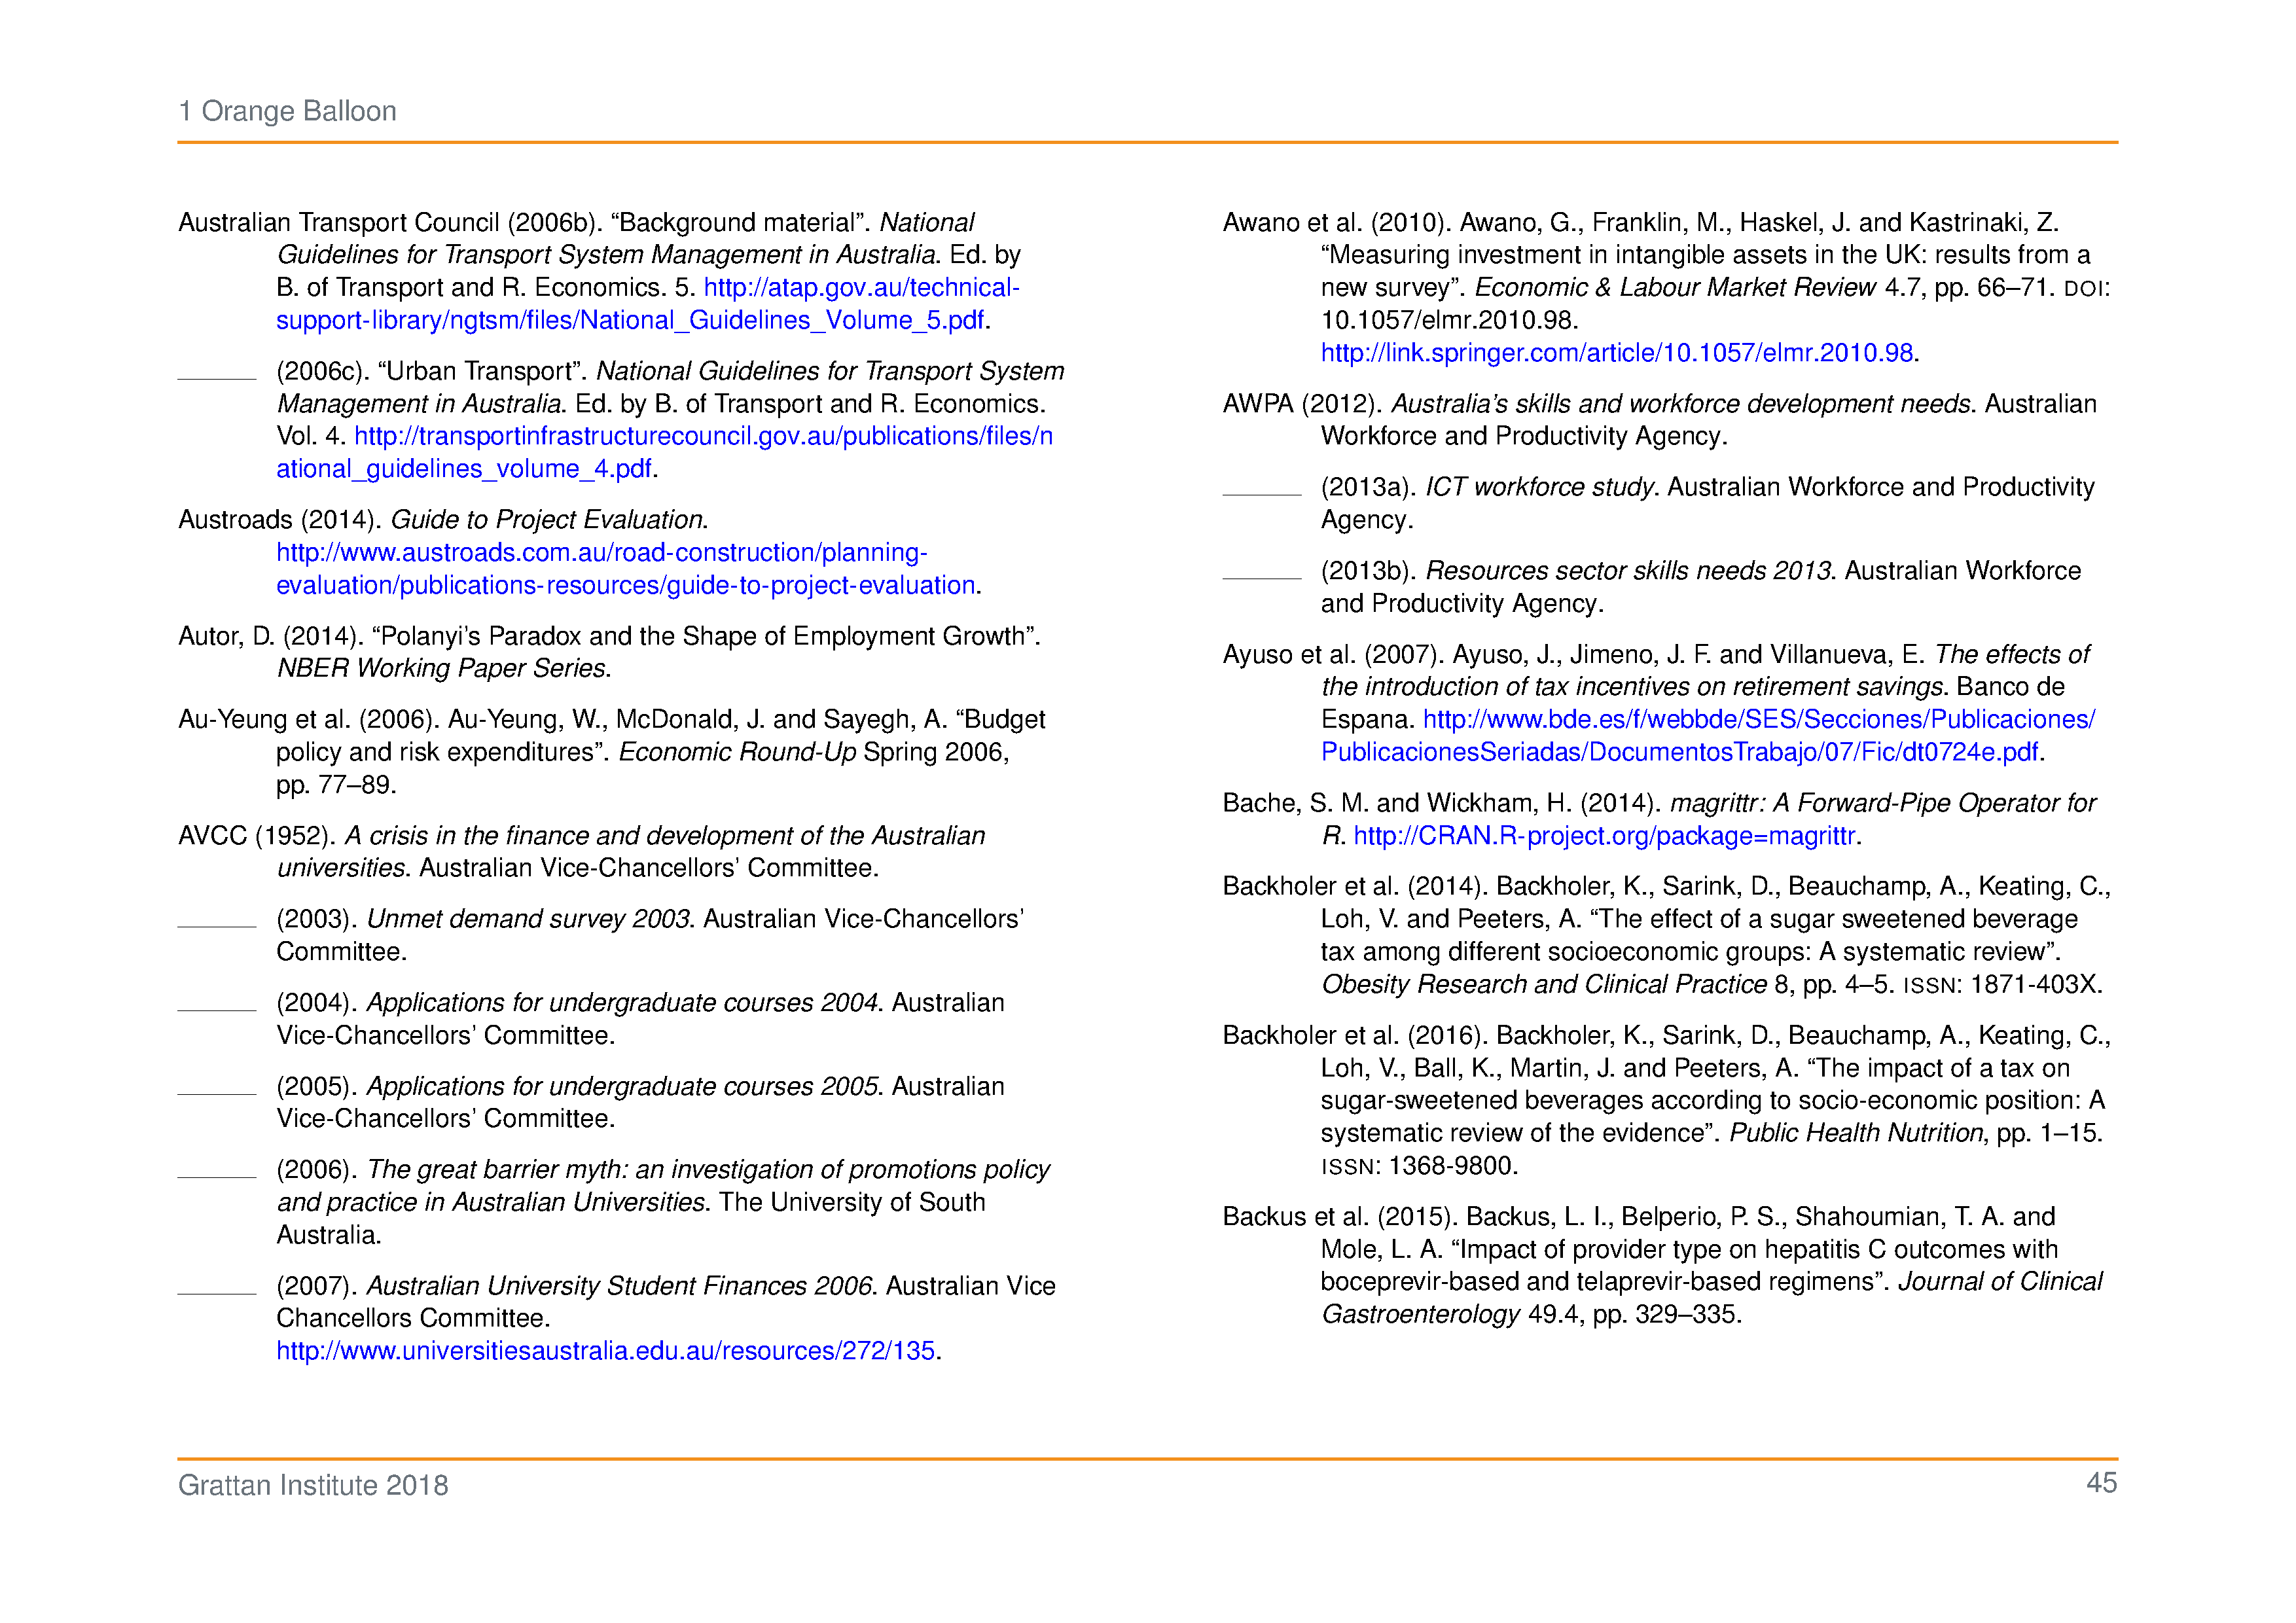 1 Orange Balloon
Australian Transport Council (2006b). “Background material”. National
Guidelines for Transport System Management in Australia. Ed. by
B. of Transport and R. Economics. 5. http://atap.gov.au/technical-
support-library/ngtsm/files/National_Guidelines_Volume_5.pdf.
(2006c). “Urban Transport”. National Guidelines for Transport System
Management in Australia. Ed. by B. of Transport and R. Economics.
Vol. 4. http://transportinfrastructurecouncil.gov.au/publications/files/n
ational_guidelines_volume_4.pdf.
Austroads (2014). Guide to Project Evaluation.
http://www.austroads.com.au/road-construction/planning-
evaluation/publications-resources/guide-to-project-evaluation.
Autor, D. (2014). “Polanyi’s Paradox and the Shape of Employment Growth”.
NBER Working Paper Series.
Au-Yeung et al. (2006). Au-Yeung, W., McDonald, J. and Sayegh, A. “Budget
policy and risk expenditures”. Economic Round-Up Spring 2006,
pp. 77–89.
AVCC (1952). A crisis in the finance and development of the Australian
universities. Australian Vice-Chancellors’ Committee.
(2003). Unmet demand survey 2003. Australian Vice-Chancellors’
Committee.
(2004). Applications for undergraduate courses 2004. Australian
Vice-Chancellors’ Committee.
(2005). Applications for undergraduate courses 2005. Australian
Vice-Chancellors’ Committee.
(2006). The great barrier myth: an investigation of promotions policy
and practice in Australian Universities. The University of South
Australia.
(2007). Australian University Student Finances 2006. Australian Vice
Chancellors Committee.
http://www.universitiesaustralia.edu.au/resources/272/135.
Awano et al. (2010). Awano, G., Franklin, M., Haskel, J. and Kastrinaki, Z.
“Measuring investment in intangible assets in the UK: results from a
new survey”. Economic & Labour Market Review 4.7, pp. 66–71. DOI:
10.1057/elmr.2010.98.
http://link.springer.com/article/10.1057/elmr.2010.98.
AWPA (2012). Australia’s skills and workforce development needs. Australian
Workforce and Productivity Agency.
(2013a). ICT workforce study. Australian Workforce and Productivity
Agency.
(2013b). Resources sector skills needs 2013. Australian Workforce
and Productivity Agency.
Ayuso et al. (2007). Ayuso, J., Jimeno, J. F. and Villanueva, E. The effects of
the introduction of tax incentives on retirement savings. Banco de
Espana. http://www.bde.es/f/webbde/SES/Secciones/Publicaciones/
PublicacionesSeriadas/DocumentosTrabajo/07/Fic/dt0724e.pdf.
Bache, S. M. and Wickham, H. (2014). magrittr: A Forward-Pipe Operator for
R. http://CRAN.R-project.org/package=magrittr.
Backholer et al. (2014). Backholer, K., Sarink, D., Beauchamp, A., Keating, C.,
Loh, V. and Peeters, A. “The effect of a sugar sweetened beverage
tax among different socioeconomic groups: A systematic review”.
Obesity Research and Clinical Practice 8, pp. 4–5. ISSN: 1871-403X.
Backholer et al. (2016). Backholer, K., Sarink, D., Beauchamp, A., Keating, C.,
Loh, V., Ball, K., Martin, J. and Peeters, A. “The impact of a tax on
sugar-sweetened beverages according to socio-economic position: A
systematic review of the evidence”. Public Health Nutrition, pp. 1–15.
ISSN: 1368-9800.
Backus et al. (2015). Backus, L. I., Belperio, P. S., Shahoumian, T. A. and
Mole, L. A. “Impact of provider type on hepatitis C outcomes with
boceprevir-based and telaprevir-based regimens”. Journal of Clinical
Gastroenterology 49.4, pp. 329–335.
Grattan Institute 2018
45